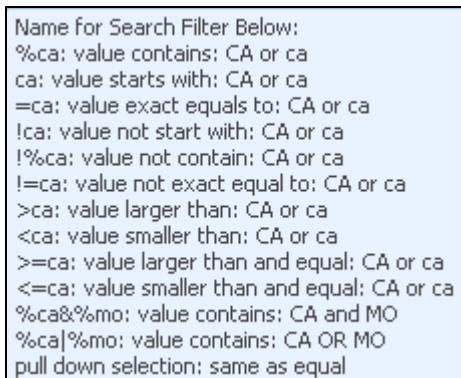 Name for Search Filter Below:
%ca: value contains: CA or ca
ca: value starts with: CA or ca
=ca: value exact equals to: CA or ca
!ca: value not start with: CA or ca
!%ca: value not contain: CA or ca
!=ca: value not exact equal to: CA or ca
>ca: value larger than: CA or ca
<ca: value smaller than: CA or ca
>=ca: value larger than and equal: CA or ca
<=ca: value smaller than and equal: CA or ca
%ca&%mo: value contains: CA and MO
%ca|%mo: value contains: CA OR MO
pull down selection: same as equal